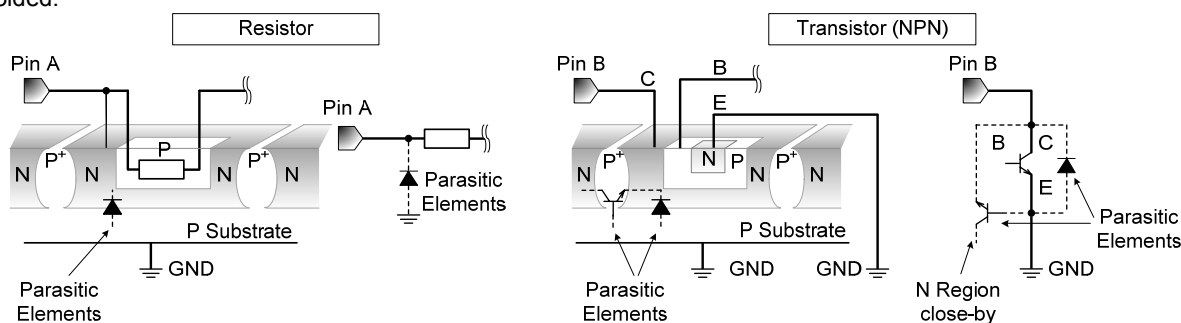 Resistor
Transistor (NPN)
Pin A
Pin A
N
P+
N
P
N
P+
N
Parasitic
Elements
P Substrate
GND
Parasitic
Elements
Pin B
C
B
E
N
P+
N
N
P
N
P+
N
P Substrate
GND
GND
Parasitic
Elements
Pin B
B
C
E
Parasitic
Elements
GND
N Region
close-by